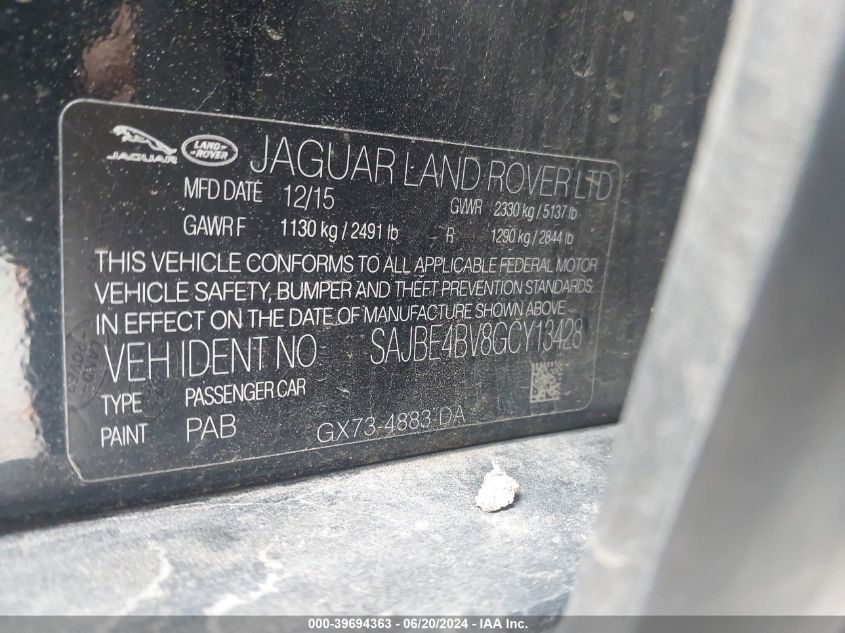 JAGUAR LAND ROVER JAGUAR LAND ROVER LTD
MFD DATE 12/15 GVWR 2330 kg / 5137 lb
GAWR F 1130 kg / 2491 lb R 1290 kg / 2844 lb
THIS VEHICLE CONFORMS TO ALL APPLICABLE FEDERAL MOTOR
VEHICLE SAFETY, BUMPER AND THEFT PREVENTION STANDARDS
IN EFFECT ON THE DATE OF MANUFACTURE SHOWN ABOVE
VEH IDENT NO SAJBE4BV8GCY13428
TYPE PASSENGER CAR
PAINT PAB GX73-4883 DA
000-39694363 - 06/20/2024 - IAA Inc.